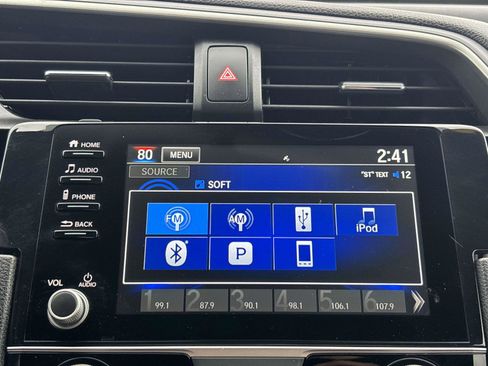 HOME
AUDIO
PHONE
BACK
VOL AUDIO
80 MENU 2:41
SOURCE "ST" TEXT 12
SOFT
FM AM iPod
P
1 2 3 4 5 6
99.1 87.9 90.1 98.1 106.1 107.9